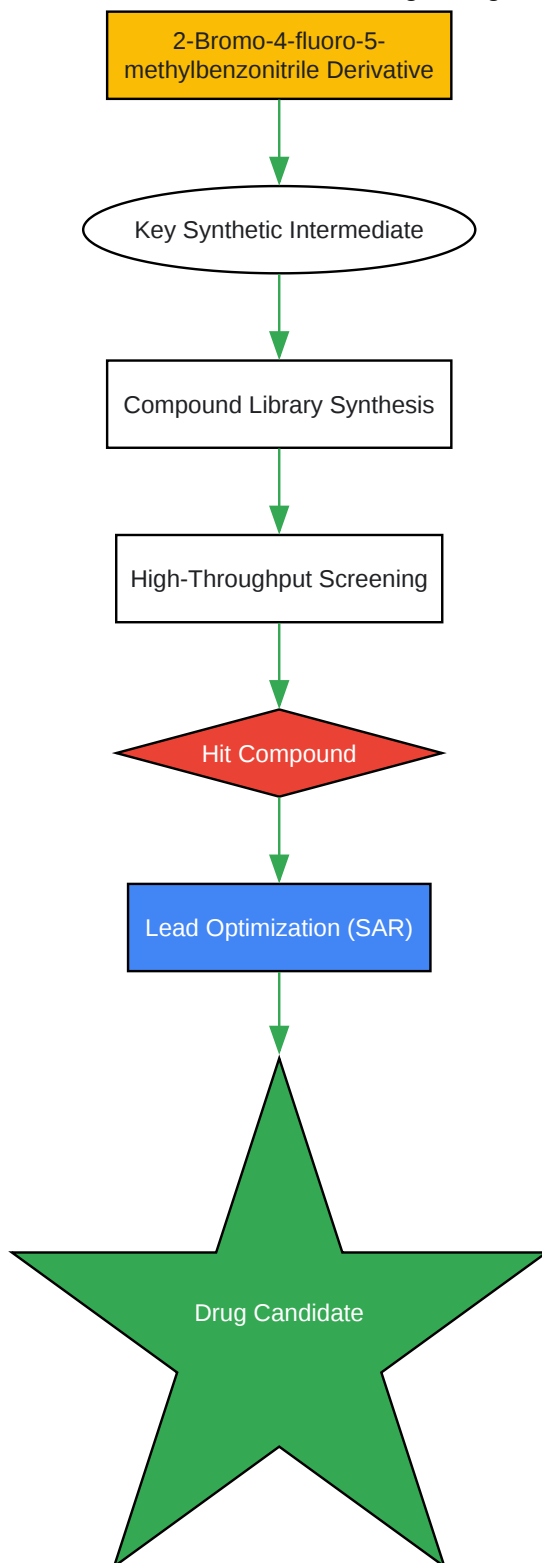 2-Bromo-4-fluoro-5-
methylbenzonitrile Derivative
Key Synthetic Intermediate
Compound Library Synthesis
High-Throughput Screening
Hit Compound
Lead Optimization (SAR)
Drug Candidate